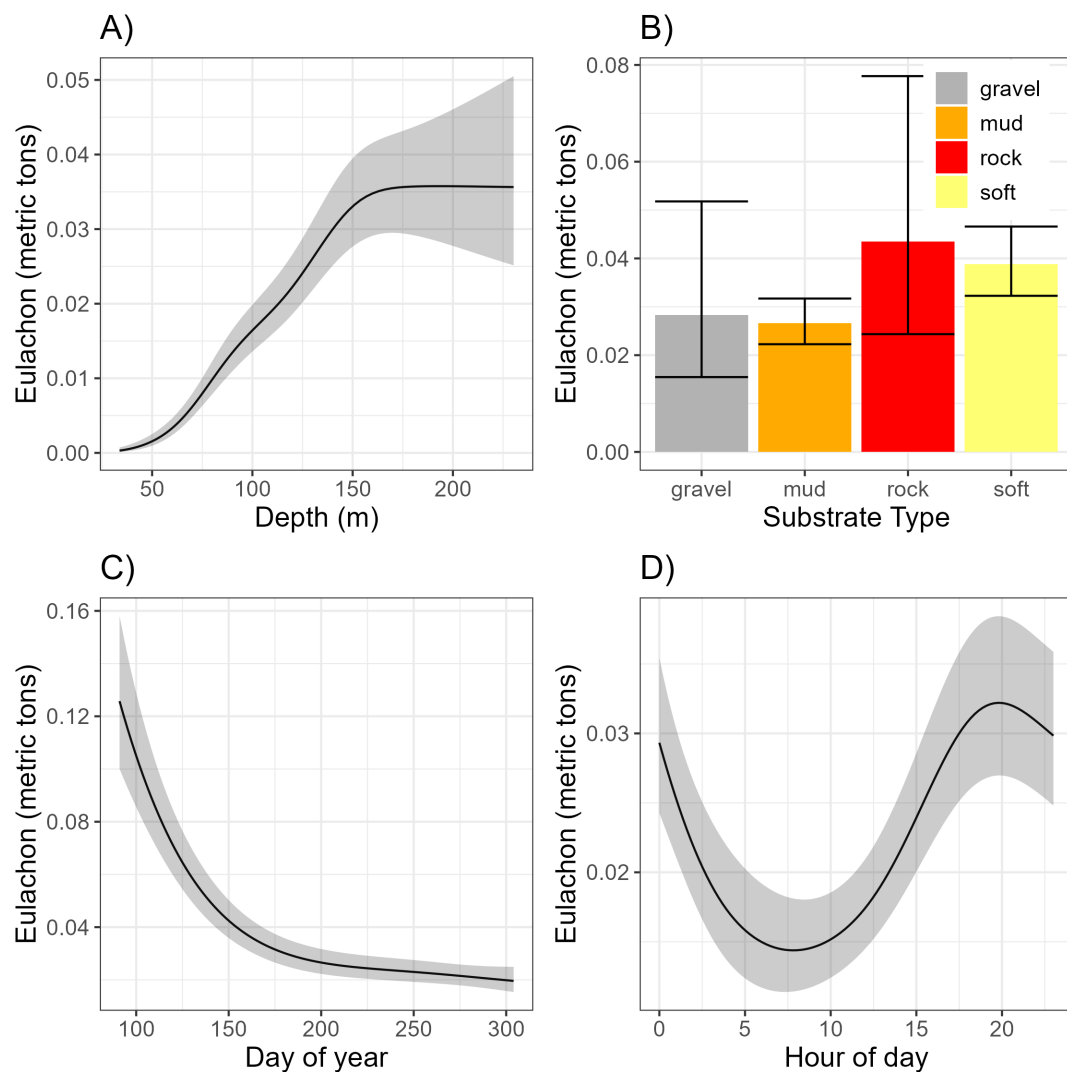 A)
Eulachon (metric tons)
0.05
0.04
0.03
0.02
0.01
0.00
50 100 150 200
Depth (m)
B)
Eulachon (metric tons)
0.08
0.06
0.04
0.02
0.00
gravel
mud
rock
soft
gravel mud rock soft
Substrate Type
C)
Eulachon (metric tons)
0.16
0.12
0.08
0.04
100 150 200 250 300
Day of year
D)
Eulachon (metric tons)
0.03
0.02
0 5 10 15 20
Hour of day